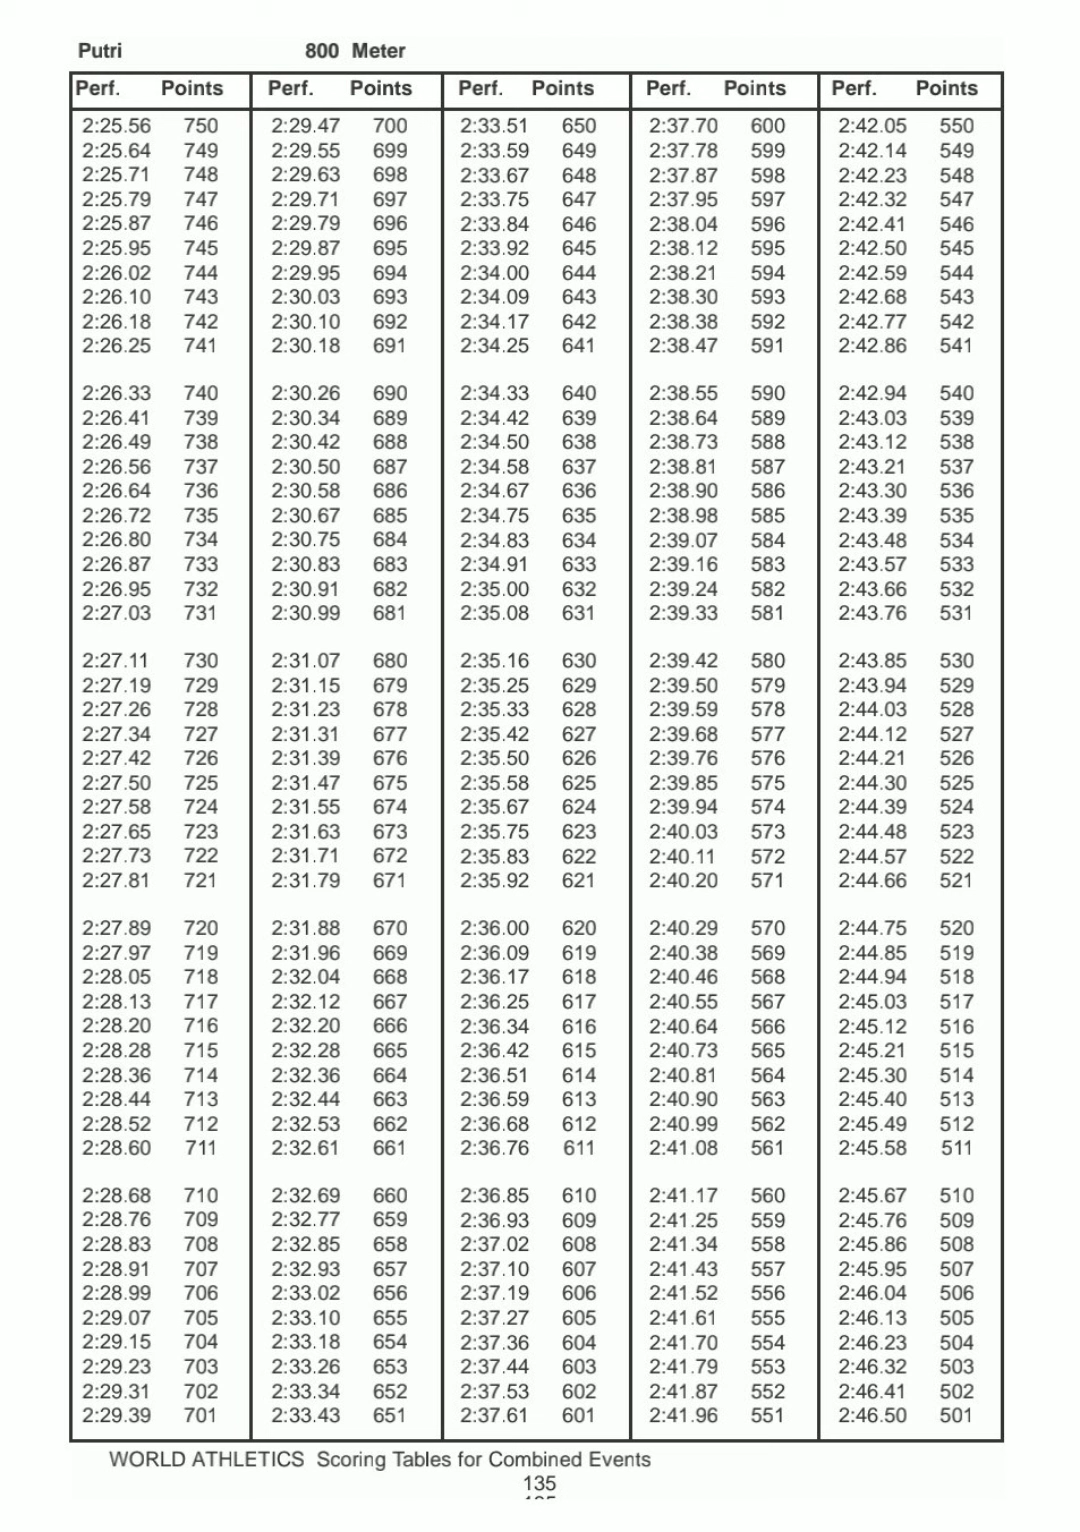 Putri 800 Meter
Perf. Points Perf. Points Perf. Points Perf. Points Perf. Points
2:25.56 750 2:29.47 700 2:33.51 650 2:37.70 600 2:42.05 550
2:25.64 749 2:29.55 699 2:33.59 649 2:37.78 599 2:42.14 549
2:25.71 748 2:29.63 698 2:33.67 648 2:37.87 598 2:42.23 548
2:25.79 747 2:29.71 697 2:33.75 647 2:37.95 597 2:42.32 547
2:25.87 746 2:29.79 696 2:33.84 646 2:38.04 596 2:42.41 546
2:25.95 745 2:29.87 695 2:33.92 645 2:38.12 595 2:42.50 545
2:26.02 744 2:29.95 694 2:34.00 644 2:38.21 594 2:42.59 544
2:26.10 743 2:30.03 693 2:34.09 643 2:38.30 593 2:42.68 543
2:26.18 742 2:30.10 692 2:34.17 642 2:38.38 592 2:42.77 542
2:26.25 741 2:30.18 691 2:34.25 641 2:38.47 591 2:42.86 541
2:26.33 740 2:30.26 690 2:34.33 640 2:38.55 590 2:42.94 540
2:26.41 739 2:30.34 689 2:34.42 639 2:38.64 589 2:43.03 539
2:26.49 738 2:30.42 688 2:34.50 638 2:38.73 588 2:43.12 538
2:26.56 737 2:30.50 687 2:34.58 637 2:38.81 587 2:43.21 537
2:26.64 736 2:30.58 686 2:34.67 636 2:38.90 586 2:43.30 536
2:26.72 735 2:30.67 685 2:34.75 635 2:38.98 585 2:43.39 535
2:26.80 734 2:30.75 684 2:34.83 634 2:39.07 584 2:43.48 534
2:26.87 733 2:30.83 683 2:34.91 633 2:39.16 583 2:43.57 533
2:26.95 732 2:30.91 682 2:35.00 632 2:39.24 582 2:43.66 532
2:27.03 731 2:30.99 681 2:35.08 631 2:39.33 581 2:43.76 531
2:27.11 730 2:31.07 680 2:35.16 630 2:39.42 580 2:43.85 530
2:27.19 729 2:31.15 679 2:35.25 629 2:39.50 579 2:43.94 529
2:27.26 728 2:31.23 678 2:35.33 628 2:39.59 578 2:44.03 528
2:27.34 727 2:31.31 677 2:35.42 627 2:39.68 577 2:44.12 527
2:27.42 726 2:31.39 676 2:35.50 626 2:39.76 576 2:44.21 526
2:27.50 725 2:31.47 675 2:35.58 625 2:39.85 575 2:44.30 525
2:27.58 724 2:31.55 674 2:35.67 624 2:39.94 574 2:44.39 524
2:27.65 723 2:31.63 673 2:35.75 623 2:40.03 573 2:44.48 523
2:27.73 722 2:31.71 672 2:35.83 622 2:40.11 572 2:44.57 522
2:27.81 721 2:31.79 671 2:35.92 621 2:40.20 571 2:44.66 521
2:27.89 720 2:31.88 670 2:36.00 620 2:40.29 570 2:44.75 520
2:27.97 719 2:31.96 669 2:36.09 619 2:40.38 569 2:44.85 519
2:28.05 718 2:32.04 668 2:36.17 618 2:40.46 568 2:44.94 518
2:28.13 717 2:32.12 667 2:36.25 617 2:40.55 567 2:45.03 517
2:28.20 716 2:32.20 666 2:36.34 616 2:40.64 566 2:45.12 516
2:28.28 715 2:32.28 665 2:36.42 615 2:40.73 565 2:45.21 515
2:28.36 714 2:32.36 664 2:36.51 614 2:40.81 564 2:45.30 514
2:28.44 713 2:32.44 663 2:36.59 613 2:40.90 563 2:45.40 513
2:28.52 712 2:32.53 662 2:36.68 612 2:40.99 562 2:45.49 512
2:28.60 711 2:32.61 661 2:36.76 611 2:41.08 561 2:45.58 511
2:28.68 710 2:32.69 660 2:36.85 610 2:41.17 560 2:45.67 510
2:28.76 709 2:32.77 659 2:36.93 609 2:41.25 559 2:45.76 509
2:28.83 708 2:32.85 658 2:37.02 608 2:41.34 558 2:45.86 508
2:28.91 707 2:32.93 657 2:37.10 607 2:41.43 557 2:45.95 507
2:28.99 706 2:33.02 656 2:37.19 606 2:41.52 556 2:46.04 506
2:29.07 705 2:33.10 655 2:37.27 605 2:41.61 555 2:46.13 505
2:29.15 704 2:33.18 654 2:37.36 604 2:41.70 554 2:46.23 504
2:29.23 703 2:33.26 653 2:37.44 603 2:41.79 553 2:46.32 503
2:29.31 702 2:33.34 652 2:37.53 602 2:41.87 552 2:46.41 502
2:29.39 701 2:33.43 651 2:37.61 601 2:41.96 551 2:46.50 501
WORLD ATHLETICS Scoring Tables for Combined Events
135